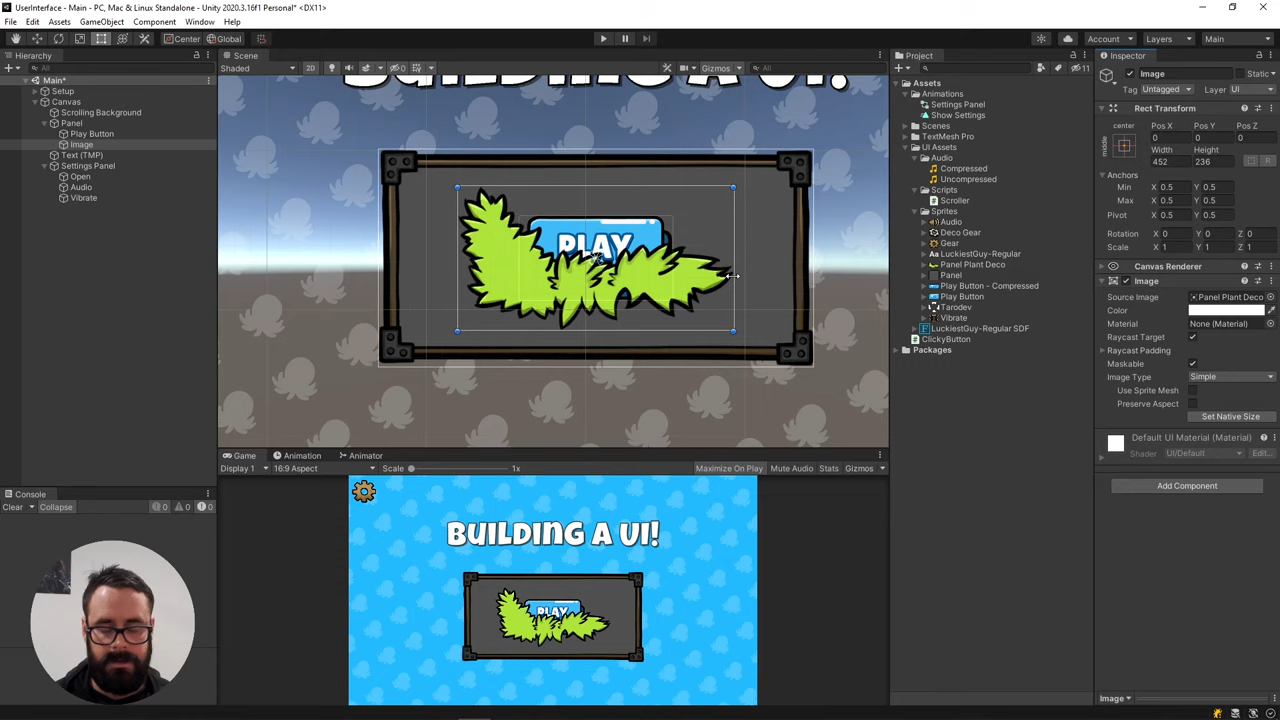 UserInterface - Main - PC, Mac & Linux Standalone - Unity 2020.3.16f1 Personal* <DX11>
File Edit Assets GameObject Component Window Help
Center Global Account Layers Main
Hierarchy
All
Main*
Setup
Canvas
Scrolling Background
Panel
Play Button
Image
Text (TMP)
Settings Panel
Open
Audio
Vibrate
Console
Clear Collapse 0 0 0
Scene
Shaded 2D 0 Gizmos All
BUILDING A UI!
PLAY
Game Animation Animator
Display 1 16:9 Aspect Scale 1x Maximize On Play Mute Audio Stats Gizmos
BUILDING A UI!
PLAY
Project
11
Assets
Animations
Settings Panel
Show Settings
Scenes
TextMesh Pro
UI Assets
Audio
Compressed
Uncompressed
Scripts
Scroller
Sprites
Audio
Deco Gear
Gear
LuckiestGuy-Regular
Panel Plant Deco
Panel
Play Button - Compressed
Play Button
Tarodev
Vibrate
LuckiestGuy-Regular SDF
ClickyButton
Packages
Inspector
Image Static
Tag Untagged Layer UI
Rect Transform
center Pos X Pos Y Pos Z
middle 0 0 0
Width Height
452 236 R
Anchors
Min X 0.5 Y 0.5
Max X 0.5 Y 0.5
Pivot X 0.5 Y 0.5
Rotation X 0 Y 0 Z 0
Scale X 1 Y 1 Z 1
Canvas Renderer
Image
Source Image Panel Plant Deco
Color
Material None (Material)
Raycast Target
Raycast Padding
Maskable
Image Type Simple
Use Sprite Mesh
Preserve Aspect
Set Native Size
Default UI Material (Material)
Shader UI/Default Edit...
Add Component
Image